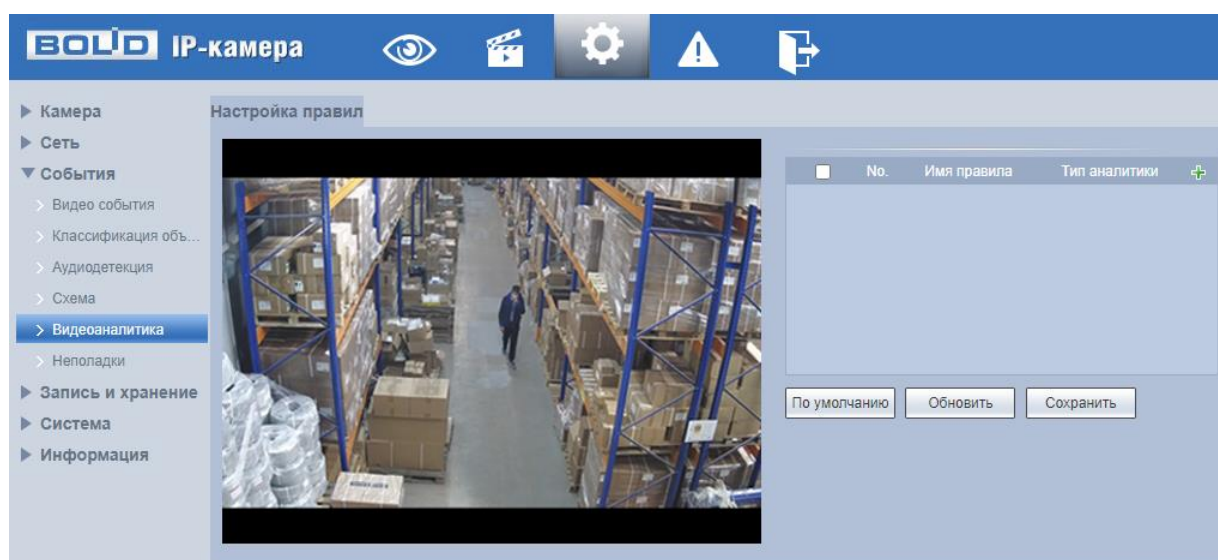 BOLID IP-камера
Камера
Сеть
События
Видео события
Классификация объ...
Аудиодетекция
Схема
Видеоаналитика
Неполадки
Запись и хранение
Система
Информация
Настройка правил
No. Имя правила Тип аналитики
По умолчанию Обновить Сохранить